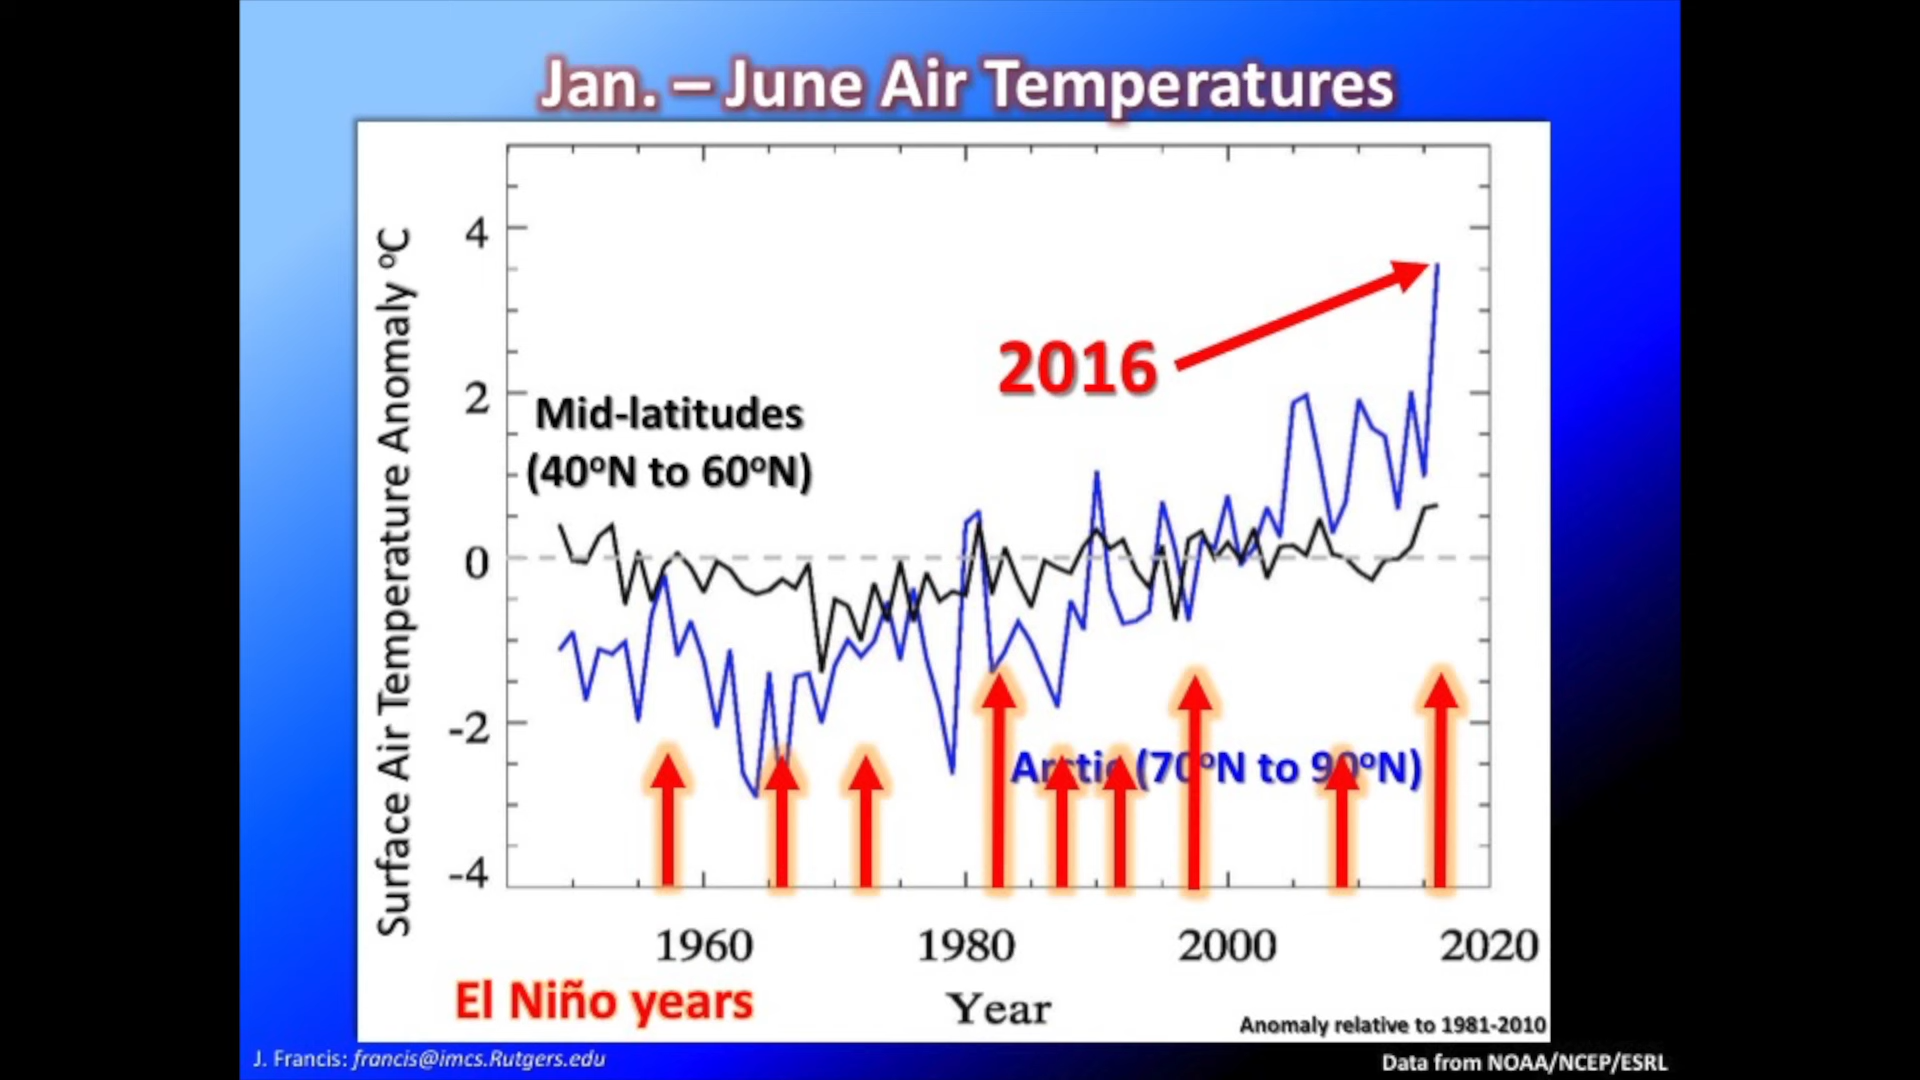 Jan. – June Air Temperatures
Surface Air Temperature Anomaly ºC
4
2
0
-2
-4
2016
Mid-latitudes
(40ºN to 60ºN)
Arctic (70ºN to 90ºN)
1960 1980 2000 2020
El Niño years
Year
Anomaly relative to 1981-2010
J. Francis: francis@imcs.Rutgers.edu
Data from NOAA/NCEP/ESRL